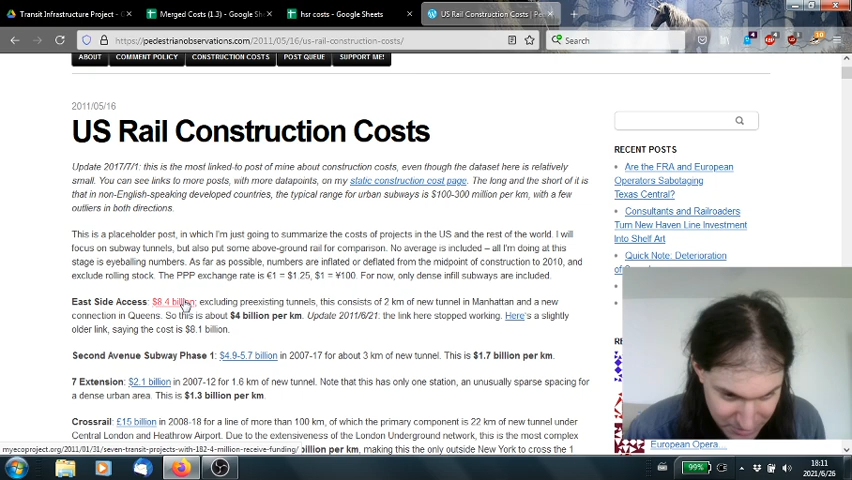 Transit Infrastructure Project -
Merged Costs (1.3) - Google Sh
hsr costs - Google Sheets
US Rail Construction Costs | Pe
https://pedestrianobservations.com/2011/05/16/us-rail-construction-costs/
Search
ABOUT COMMENT POLICY CONSTRUCTION COSTS POST QUEUE SUPPORT ME!
2011/05/16
US Rail Construction Costs
Update 2017/7/1: this is the most linked-to post of mine about construction costs, even though the dataset here is relatively
small. You can see links to more posts, with more datapoints, on my static construction cost page. The long and the short of it is
that in non-English-speaking developed countries, the typical range for urban subways is $100-300 million per km, with a few
outliers in both directions.
This is a placeholder post, in which I'm just going to summarize the costs of projects in the US and the rest of the world. I will
focus on subway tunnels, but also put some above-ground rail for comparison. No average is included – all I'm doing at this
stage is eyeballing numbers. As far as possible, numbers are inflated or deflated from the midpoint of construction to 2010, and
exclude rolling stock. The PPP exchange rate is €1 = $1.25, $1 = ¥100. For now, only dense infill subways are included.
East Side Access: $8.4 billion; excluding preexisting tunnels, this consists of 2 km of new tunnel in Manhattan and a new
connection in Queens. So this is about $4 billion per km. Update 2011/6/21: the link here stopped working. Here's a slightly
older link, saying the cost is $8.1 billion.
Second Avenue Subway Phase 1: $4.9-5.7 billion in 2007-17 for about 3 km of new tunnel. This is $1.7 billion per km.
7 Extension: $2.1 billion in 2007-12 for 1.6 km of new tunnel. Note that this has only one station, an unusually sparse spacing for
a dense urban area. This is $1.3 billion per km.
Crossrail: £15 billion in 2008-18 for a line of more than 100 km, of which the primary component is 22 km of new tunnel under
Central London and Heathrow Airport. Due to the extensiveness of the London Underground network, this is the most complex
billion per km, making this the only outside New York to cross the 1
RECENT POSTS
Are the FRA and European
Operators Sabotaging
Texas Central?
Consultants and Railroaders
Turn New Haven Line Investment
Into Shelf Art
Quick Note: Deterioration
European Opera...
myecoproject.org/2011/01/31/seven-transit-projects-with-182-4-million-receive-funding/
99%
18:11
2021/6/26